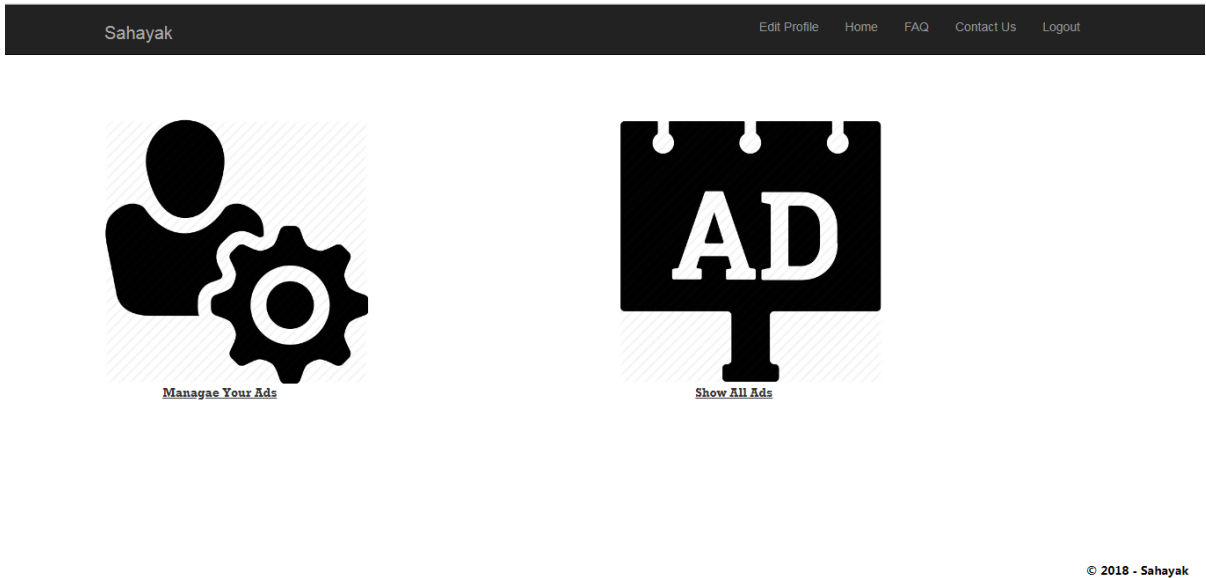 Sahayak Edit Profile Home FAQ Contact Us Logout
AD
Managae Your Ads Show All Ads
© 2018 - Sahayak